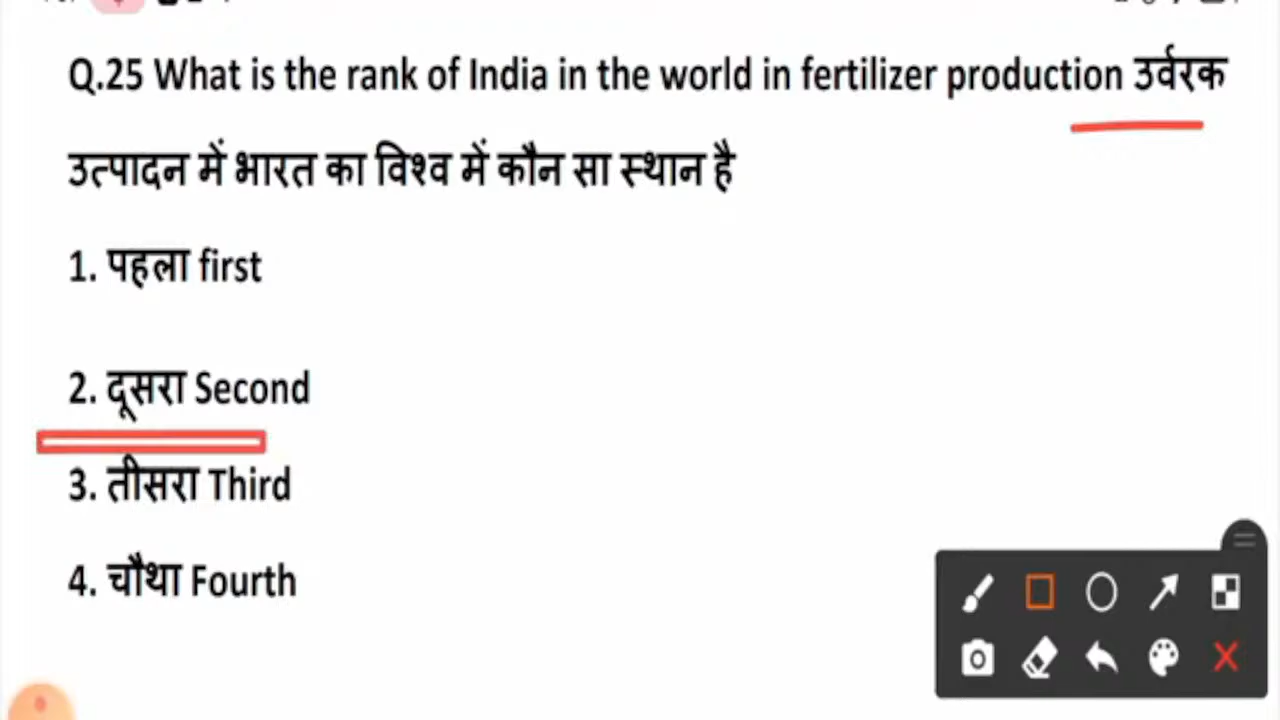 Q.25 What is the rank of India in the world in fertilizer production उर्वरक
उत्पादन में भारत का विश्व में कौन सा स्थान है
1. पहला first
2. दूसरा Second
3. तीसरा Third
4. चौथा Fourth